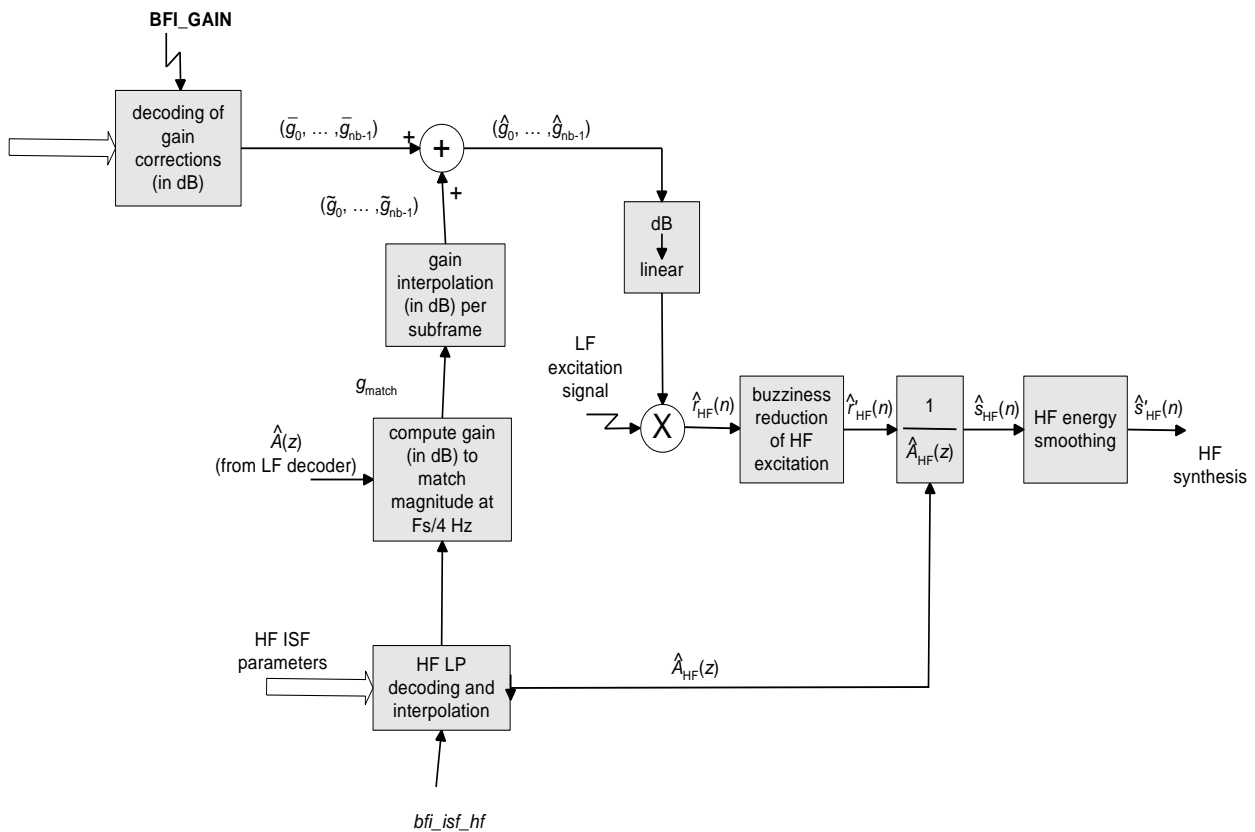 BFI_GAIN
decoding of
gain
corrections
(in dB)
(g̅0, … ,g̅nb-1)
+
+
(ĝ0, … ,ĝnb-1)
+
(g̃0, … ,g̃nb-1)
dB
linear
gain
interpolation
(in dB) per
subframe
LF
excitation
signal
gmatch
X
r̂HF(n)
buzziness
reduction
of HF
excitation
r̂'HF(n)
1
ÂHF(z)
ŝHF(n)
HF energy
smoothing
ŝ'HF(n)
HF
synthesis
Â(z)
(from LF decoder)
compute gain
(in dB) to
match
magnitude at
Fs/4 Hz
HF ISF
parameters
HF LP
decoding and
interpolation
ÂHF(z)
bfi_isf_hf